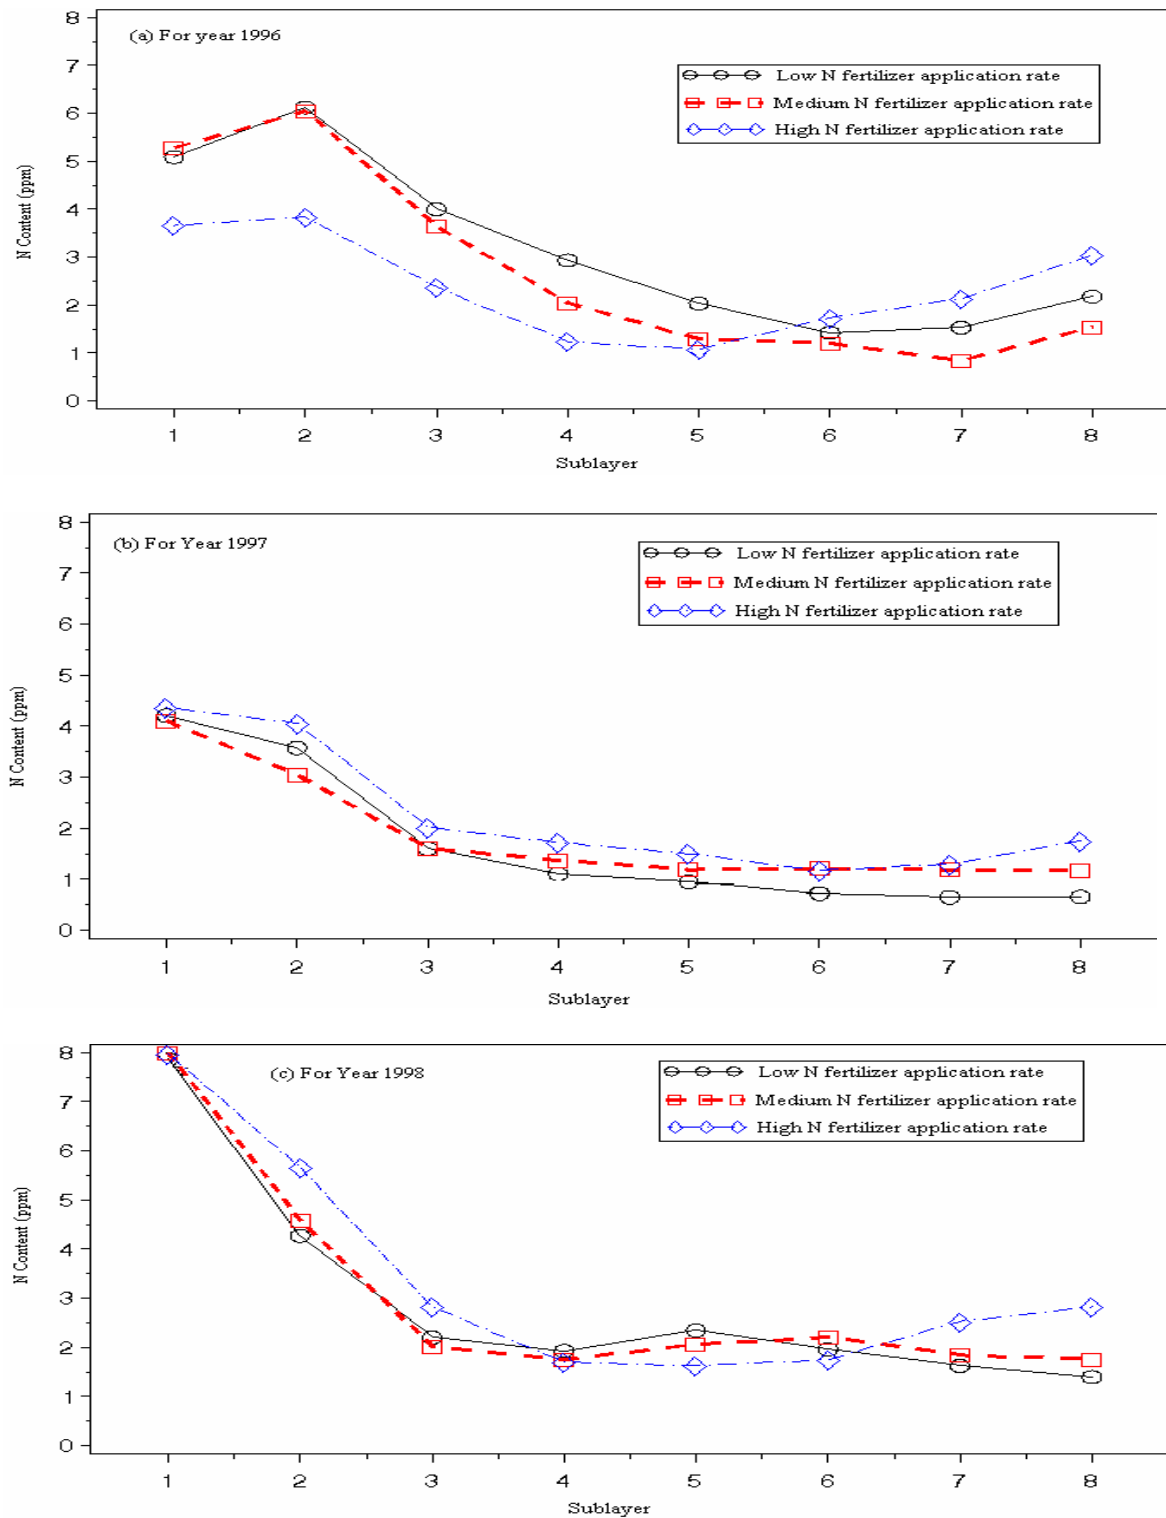 (a) For year 1996
Low N fertilizer application rate
Medium N fertilizer application rate
High N fertilizer application rate
N Content (ppm)
8
7
6
5
4
3
2
1
0
1 2 3 4 5 6 7 8
Sublayer
(b) For Year 1997
Low N fertilizer application rate
Medium N fertilizer application rate
High N fertilizer application rate
N Content (ppm)
8
7
6
5
4
3
2
1
0
1 2 3 4 5 6 7 8
Sublayer
(c) For Year 1998
Low N fertilizer application rate
Medium N fertilizer application rate
High N fertilizer application rate
N Content (ppm)
8
7
6
5
4
3
2
1
0
1 2 3 4 5 6 7 8
Sublayer